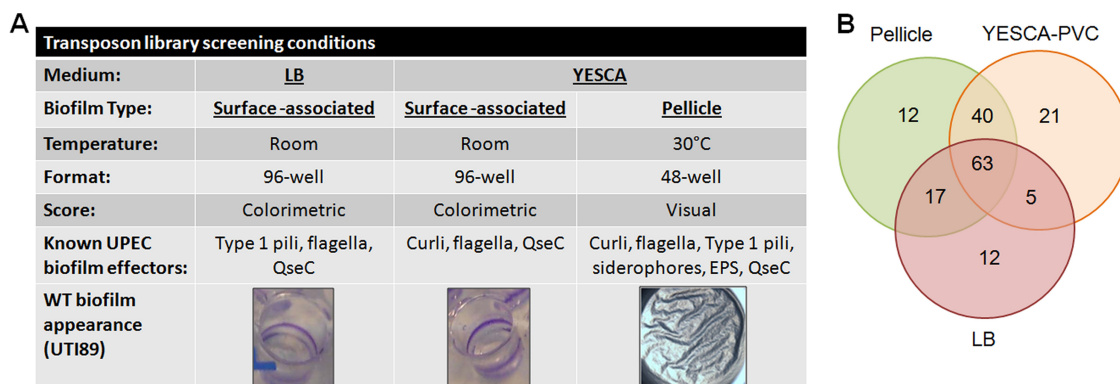 A
Transposon library screening conditions
Medium: LB YESCA
Biofilm Type: Surface-associated Surface-associated Pellicle
Temperature: Room Room 30°C
Format: 96-well 96-well 48-well
Score: Colorimetric Colorimetric Visual
Known UPEC biofilm effectors: Type 1 pili, flagella, QseC Curli, flagella, QseC Curli, flagella, Type 1 pili, siderophores, EPS, QseC
WT biofilm
appearance
(UTI89)
B
Pellicle YESCA-PVC
12 40 21
63
17 5
12
LB